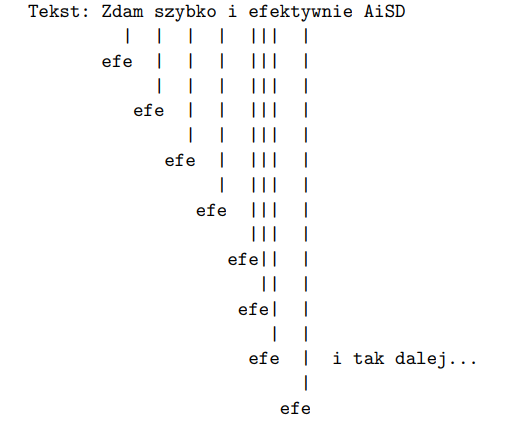 Tekst: Zdam szybko i efektywnie AiSD
         |  |  |  |  |||  |
       efe  |  |  |  |||  |
            |  |  |  |||  |
          efe  |  |  |||  |
               |  |  |||  |
             efe  |  |||  |
                  |  |||  |
                efe  |||  |
                     |||  |
                   efe||  |
                      ||  |
                    efe|  |
                       |  |
                     efe  |  i tak dalej...
                          |
                        efe